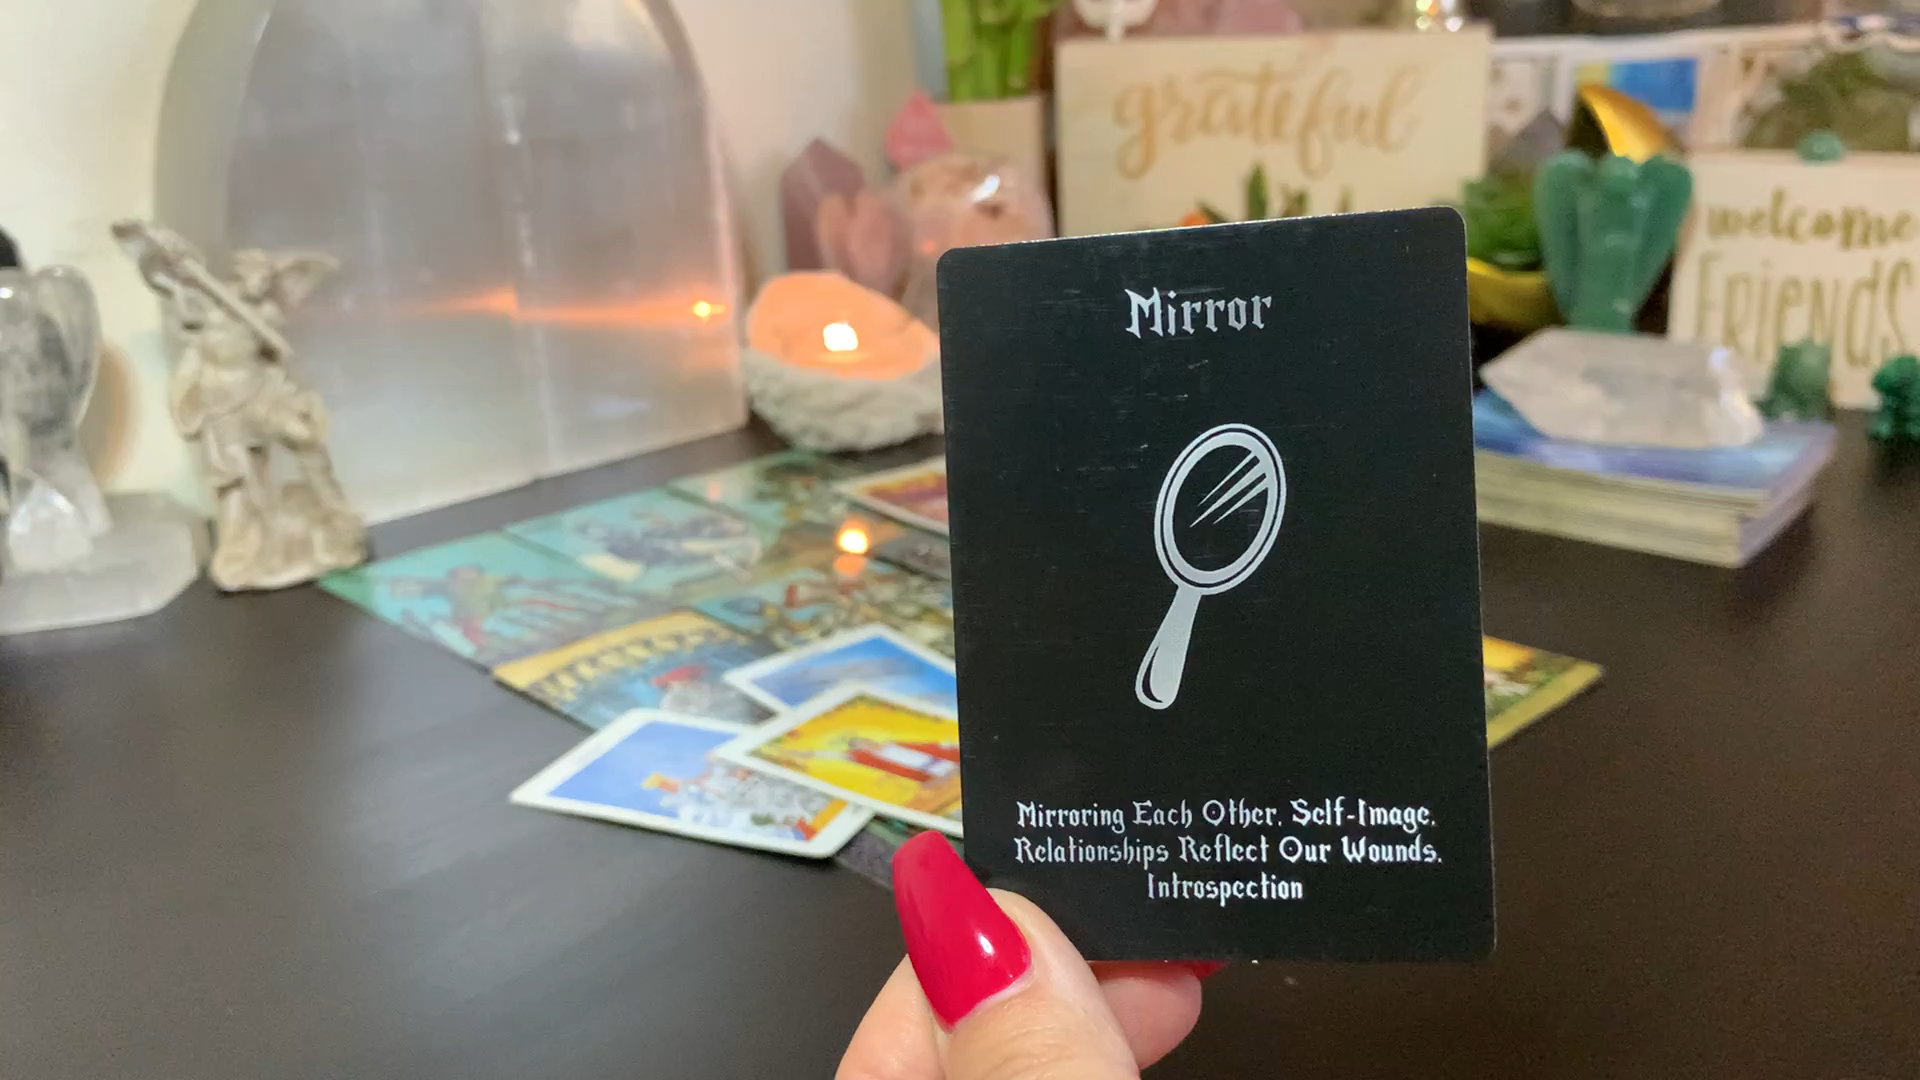 grateful
welcome
FRIENDS
Mirror
Mirroring Each Other. Self-Image.
Relationships Reflect Our Wounds.
Introspection